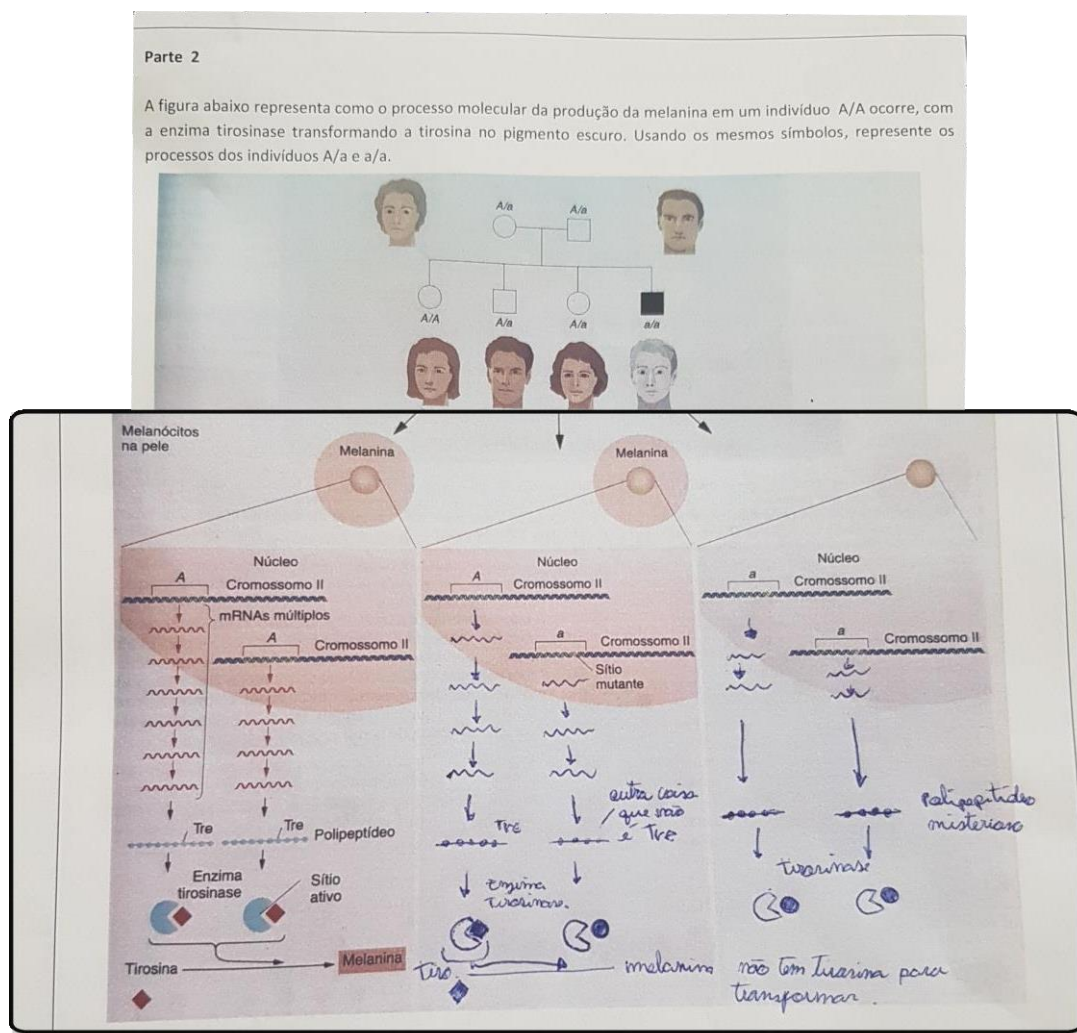 Parte 2
A figura abaixo representa como o processo molecular da produção da melanina em um indivíduo A/A ocorre, com
a enzima tirosinase transformando a tirosina no pigmento escuro. Usando os mesmos símbolos, represente os
processos dos indivíduos A/a e a/a.
A/a A/a
A/A A/a A/a a/a
Melanócitos
na pele
Melanina
Núcleo
A
Cromossomo II
mRNAs múltiplos
A
Cromossomo II
Tre
Tre
Polipeptídeo
Enzima
tirosinase
Sítio
ativo
Tirosina
Melanina
Melanina
Núcleo
A
Cromossomo II
a
Cromossomo II
Sítio
mutante
outra coisa
que não
é Tre
Tre
enzima
tirosinase.
Tiro.
melanina
Núcleo
a
Cromossomo II
a
Cromossomo II
Polipeptídeo
misterioso
tirosinase
não tem tirosina para
transformar.